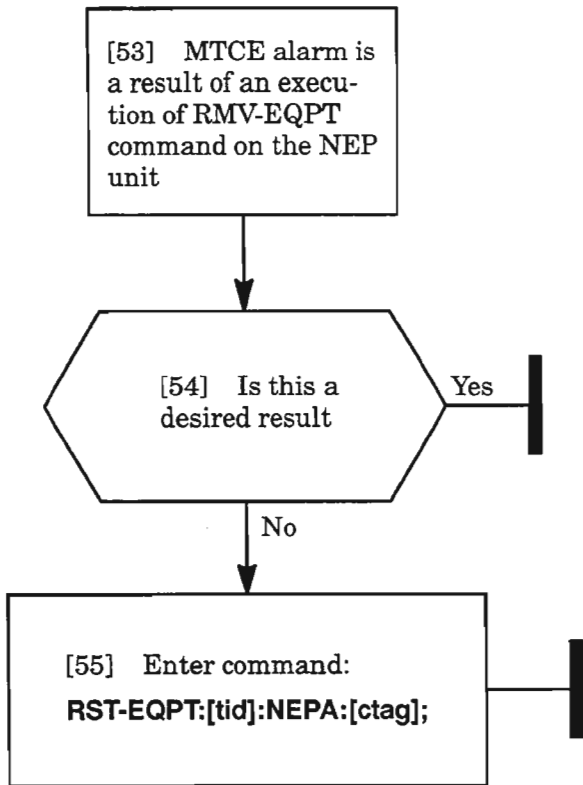 [53] MTCE alarm is
a result of an execu-
tion of RMV-EQPT
command on the NEP
unit
[54] Is this a
desired result
Yes
No
[55] Enter command:
RST-EQPT:[tid]:NEPA:[ctag];